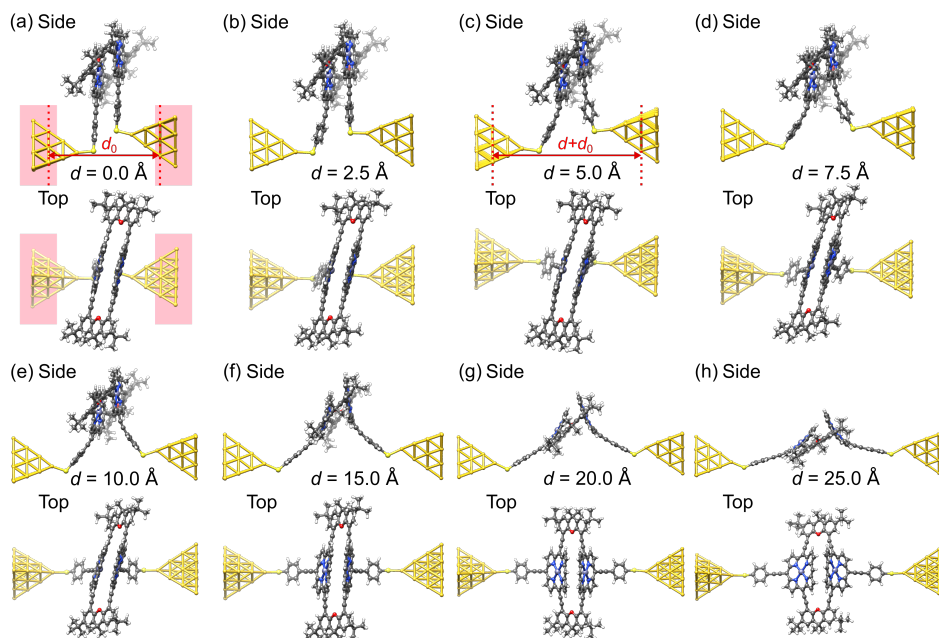 (a) Side
d₀
d = 0.0 Å
Top
(b) Side
d = 2.5 Å
Top
(c) Side
d+d₀
d = 5.0 Å
Top
(d) Side
d = 7.5 Å
Top
(e) Side
d = 10.0 Å
Top
(f) Side
d = 15.0 Å
Top
(g) Side
d = 20.0 Å
Top
(h) Side
d = 25.0 Å
Top